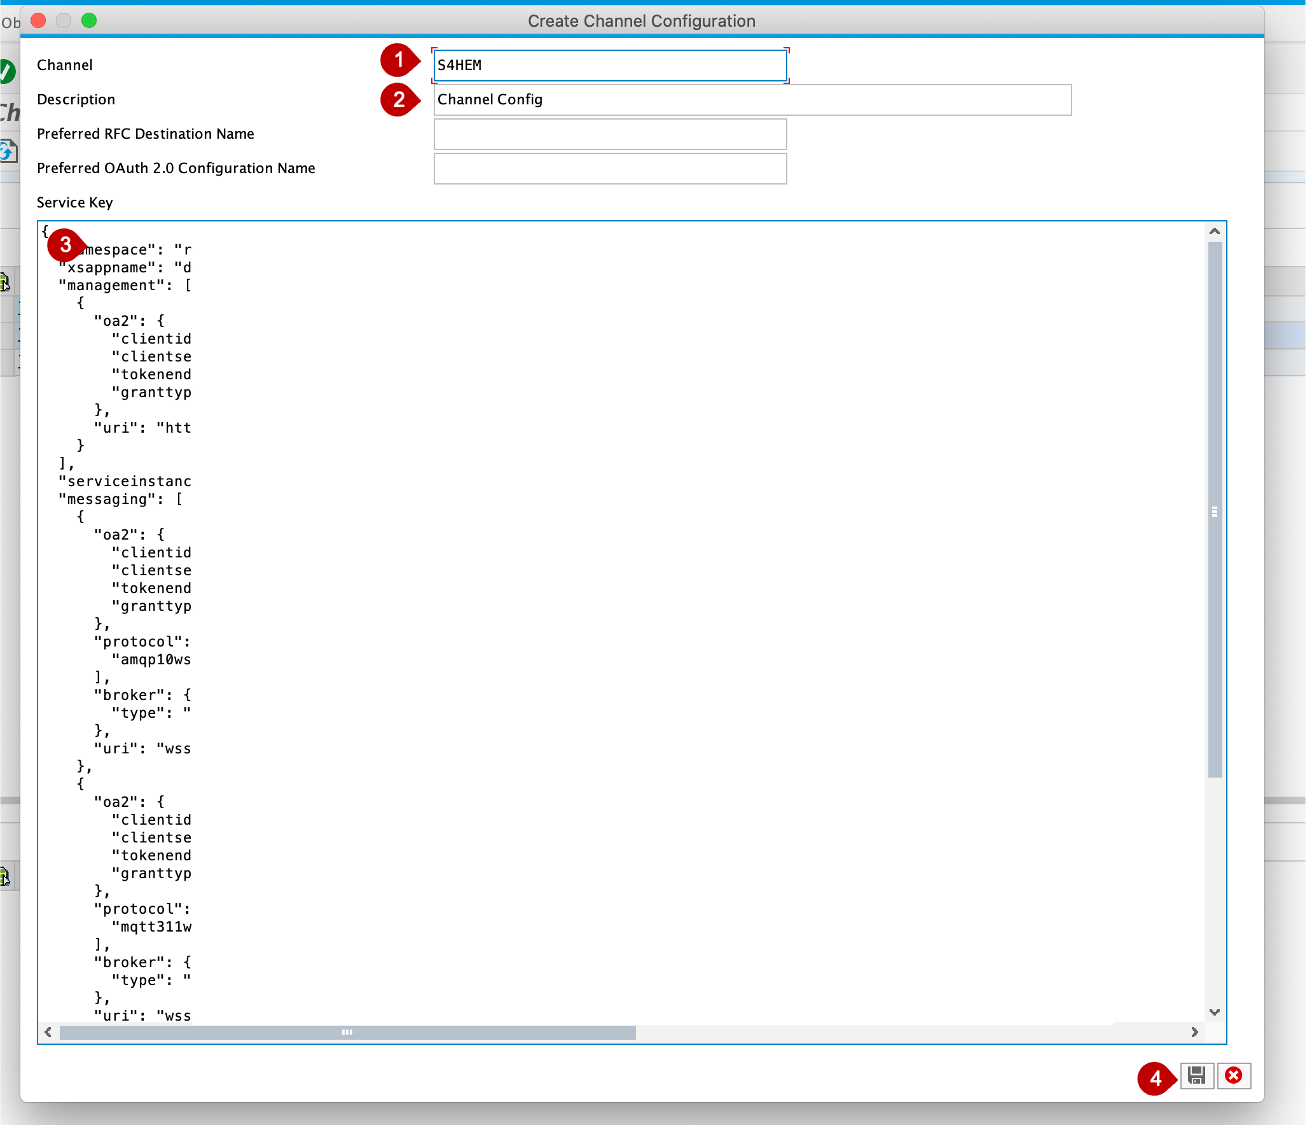 Ob
Create Channel Configuration
Channel
1
S4HEM
Description
2
Channel Config
Ch
Preferred RFC Destination Name
Preferred OAuth 2.0 Configuration Name
Service Key
{
3
mespace": "r
"xsappname": "d
"management": [
{
"oa2": {
"clientid
"clientse
"tokenend
"granttyp
},
"uri": "htt
}
],
"serviceinstanc
"messaging": [
{
"oa2": {
"clientid
"clientse
"tokenend
"granttyp
},
"protocol":
"amqp10ws
],
"broker": {
"type": "
},
"uri": "wss
},
{
"oa2": {
"clientid
"clientse
"tokenend
"granttyp
},
"protocol":
"mqtt311w
],
"broker": {
"type": "
},
"uri": "wss
4